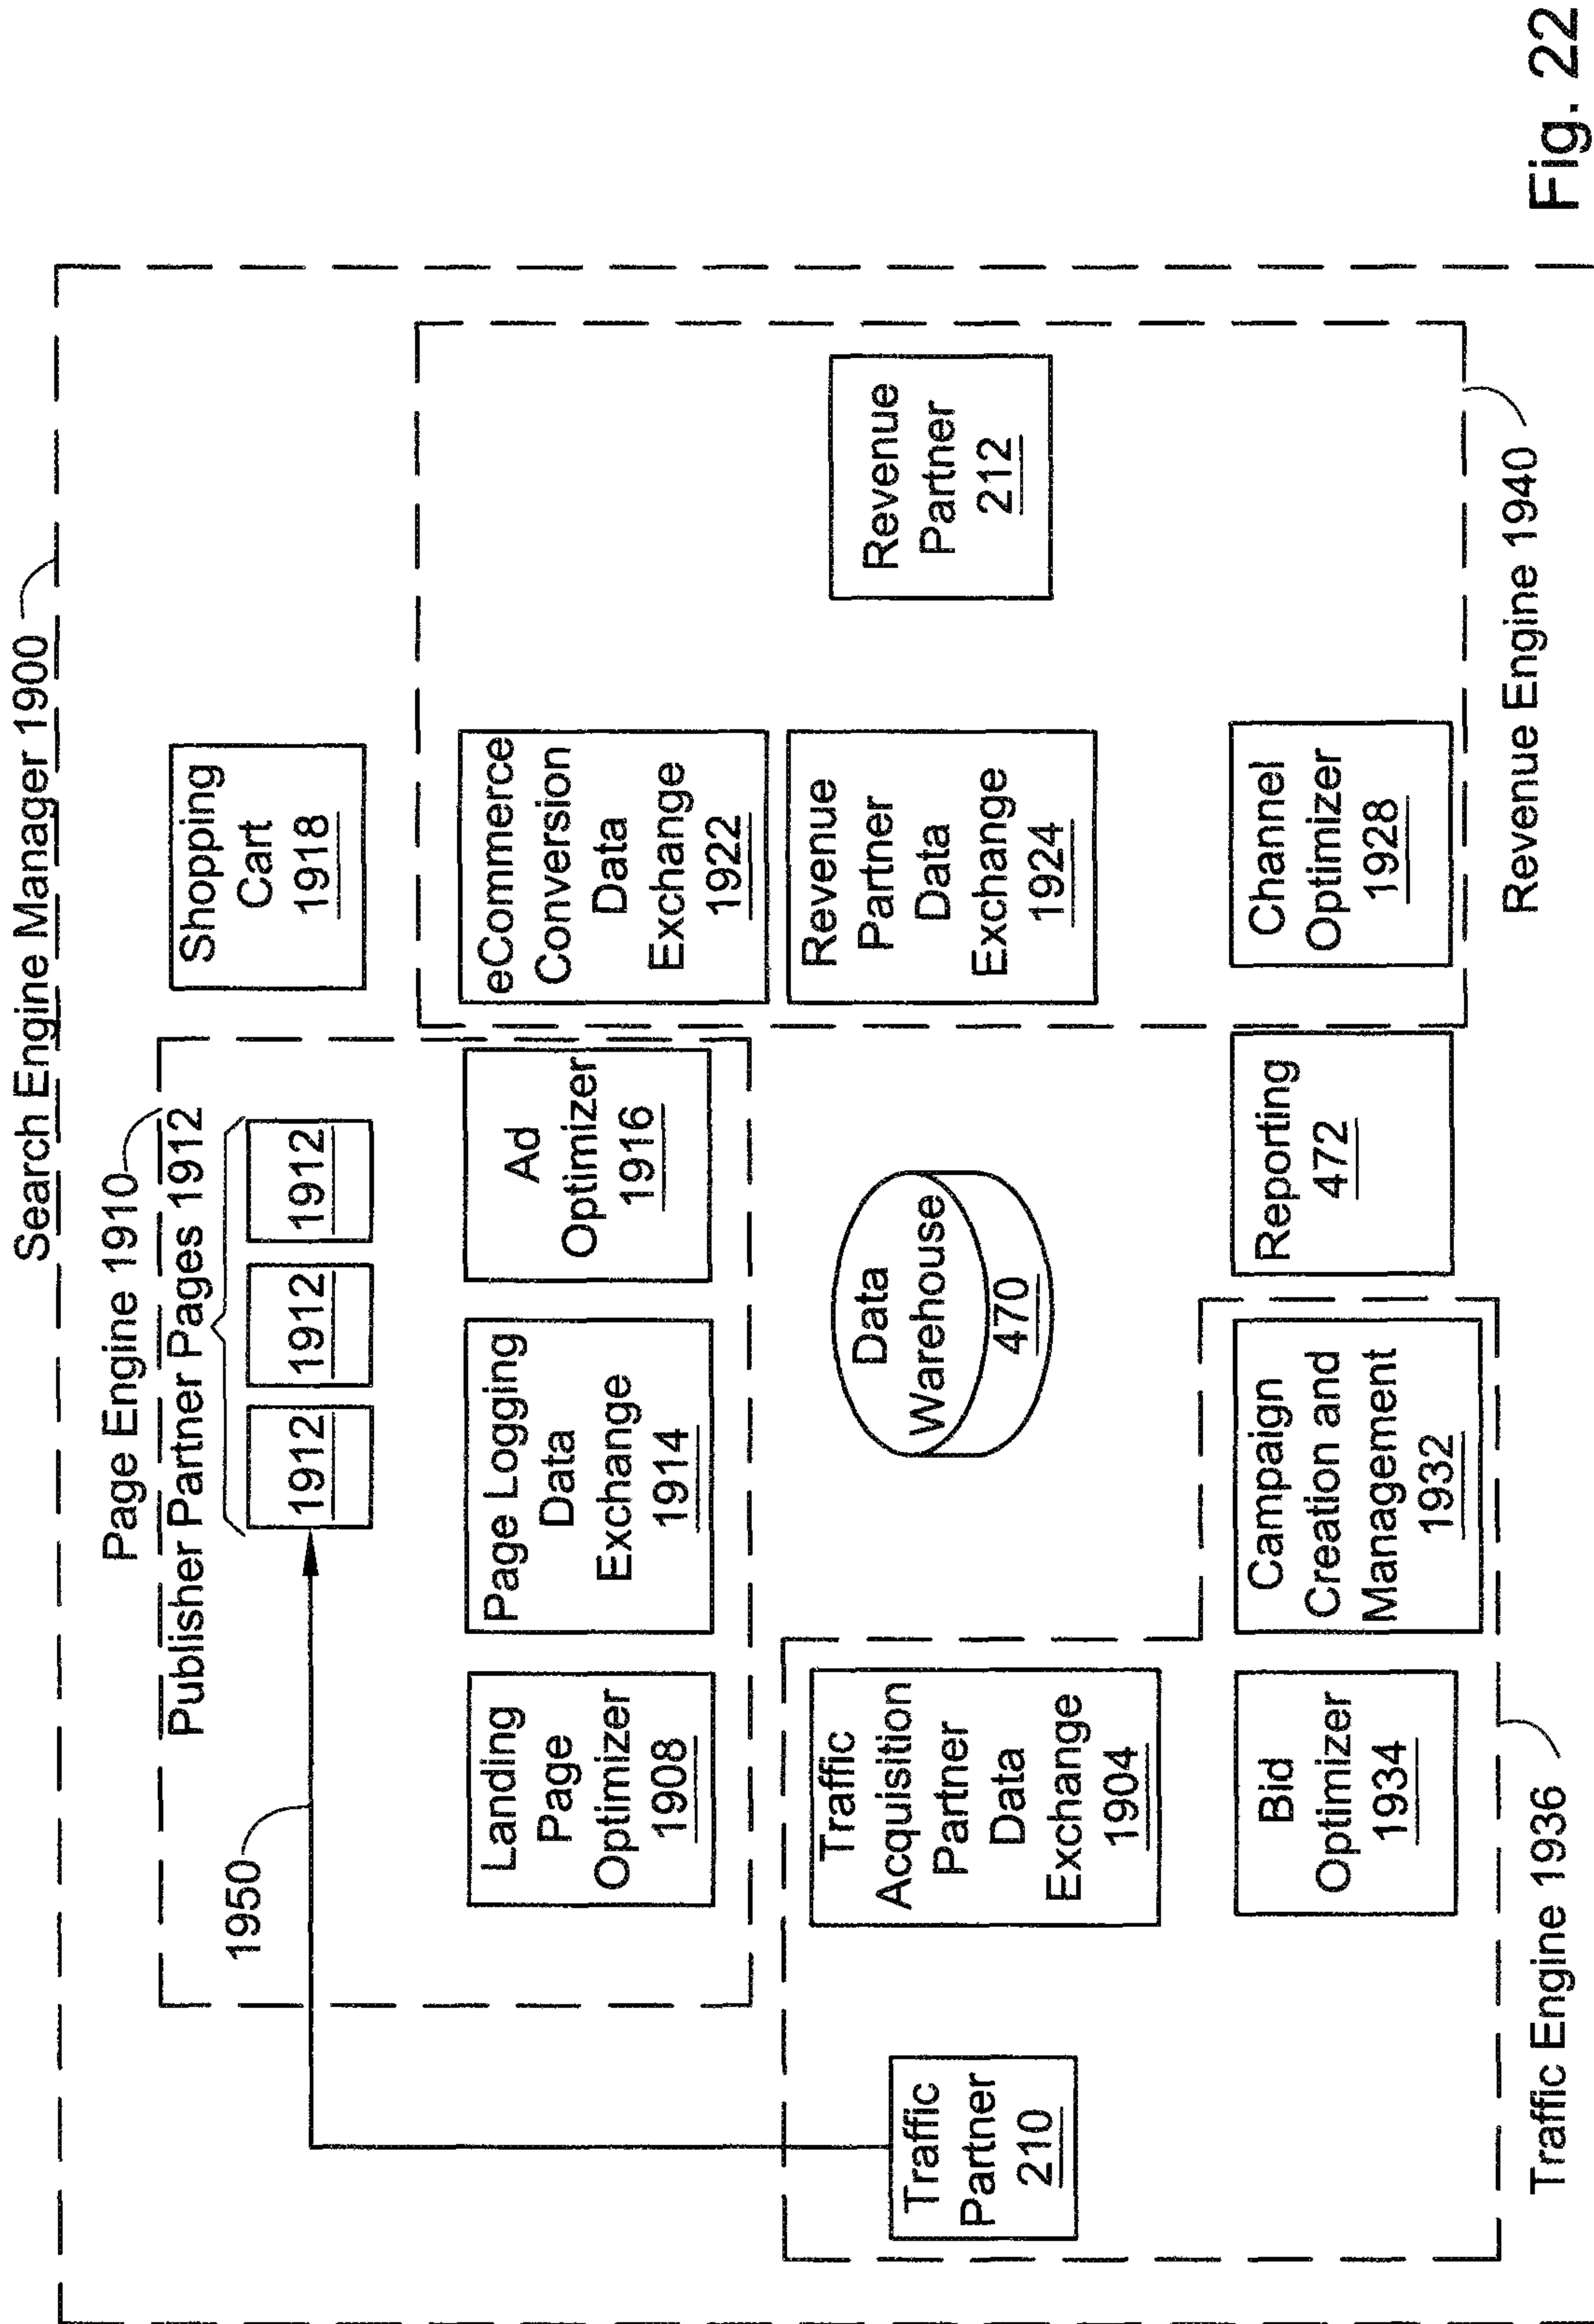 Search Engine Manager 1900
Page Engine 1910
Publisher Partner Pages 1912
1912
1912
1912
1950
Shopping
Cart
1918
Landing
Page
Optimizer
1908
Page Logging
Data
Exchange
1914
Ad
Optimizer
1916
eCommerce
Conversion
Data
Exchange
1922
Traffic
Partner
210
Traffic
Acquisition
Partner
Data
Exchange
1904
Data
Warehouse
470
Revenue
Partner
Data
Exchange
1924
Revenue
Partner
212
Bid
Optimizer
1934
Campaign
Creation and
Management
1932
Reporting
472
Channel
Optimizer
1928
Traffic Engine 1936
Revenue Engine 1940
Fig. 22